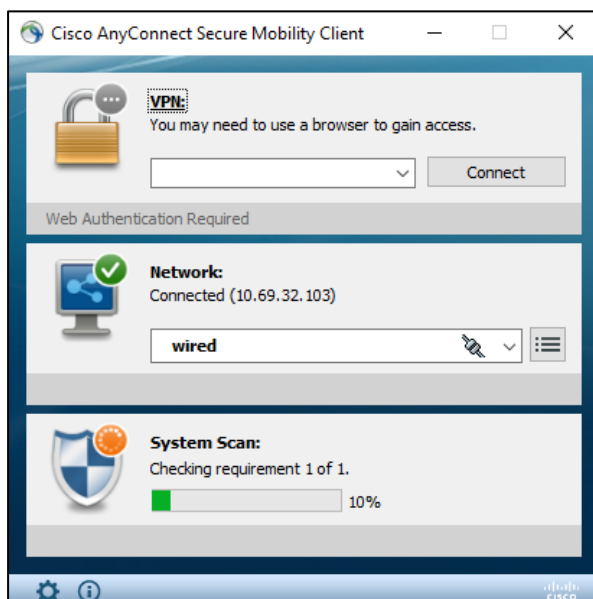 Cisco AnyConnect Secure Mobility Client
VPN:
You may need to use a browser to gain access.
Connect
Web Authentication Required
Network:
Connected (10.69.32.103)
wired
System Scan:
Checking requirement 1 of 1.
10%
cisco